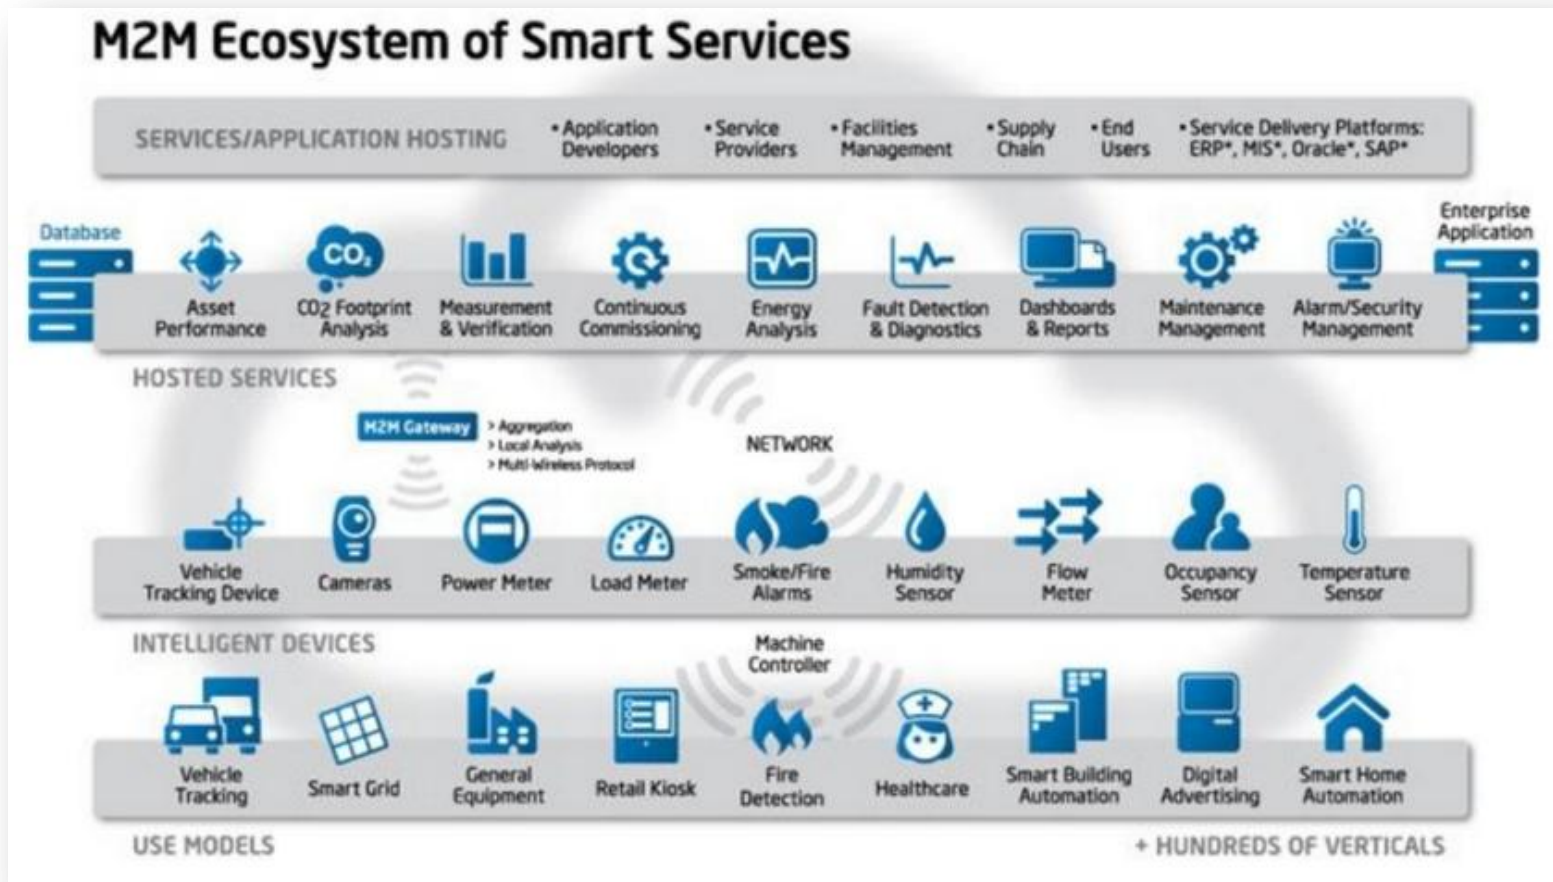 M2M Ecosystem of Smart Services
SERVICES/APPLICATION HOSTING
• Application
Developers
• Service
Providers
• Facilities
Management
• Supply
Chain
• End
Users
• Service Delivery Platforms:
ERP*, MIS*, Oracle*, SAP*
Database
Enterprise
Application
CO2
Asset
Performance
CO2 Footprint
Analysis
Measurement
& Verification
Continuous
Commissioning
Energy
Analysis
Fault Detection
& Diagnostics
Dashboards
& Reports
Maintenance
Management
Alarm/Security
Management
HOSTED SERVICES
M2M Gateway
> Aggregation
> Local Analysis
> Multi-Wireless Protocol
NETWORK
Vehicle
Tracking Device
Cameras
Power Meter
Load Meter
Smoke/Fire
Alarms
Humidity
Sensor
Flow
Meter
Occupancy
Sensor
Temperature
Sensor
INTELLIGENT DEVICES
Machine
Controller
Vehicle
Tracking
Smart Grid
General
Equipment
Retail Kiosk
Fire
Detection
Healthcare
Smart Building
Automation
Digital
Advertising
Smart Home
Automation
USE MODELS
+ HUNDREDS OF VERTICALS